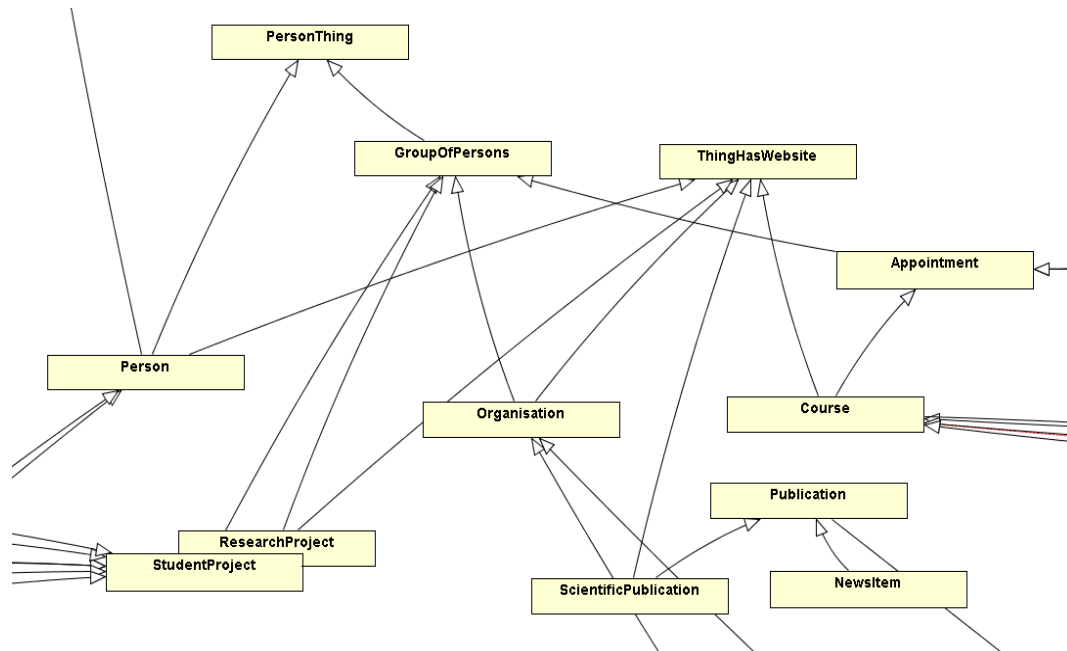 PersonThing
GroupOfPersons
ThingHasWebsite
Appointment
Person
Organisation
Course
Publication
ResearchProject
StudentProject
ScientificPublication
NewsItem